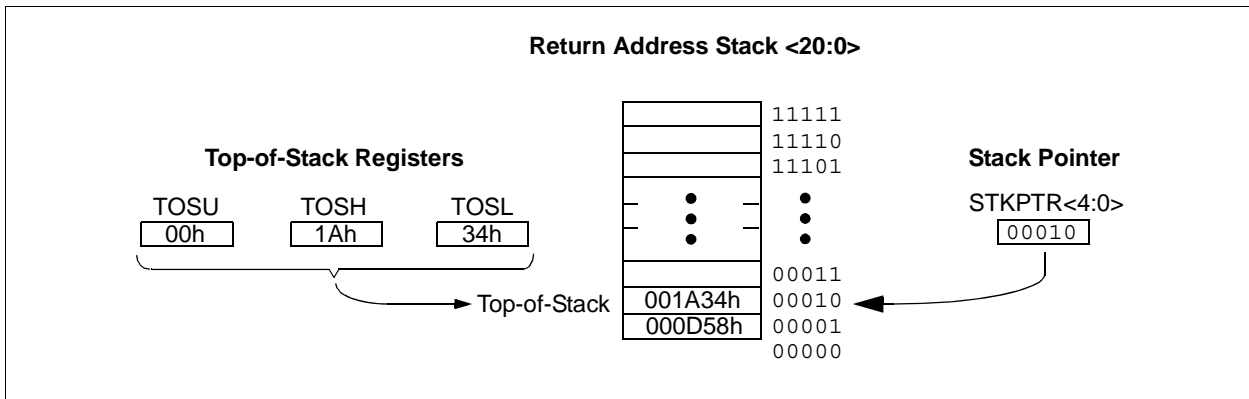 Return Address Stack <20:0>
11111
11110
Top-of-Stack Registers
11101
Stack Pointer
TOSU TOSH TOSL
STKPTR<4:0>
00h 1Ah 34h
00010
00011
Top-of-Stack 001A34h 00010
000D58h 00001
00000